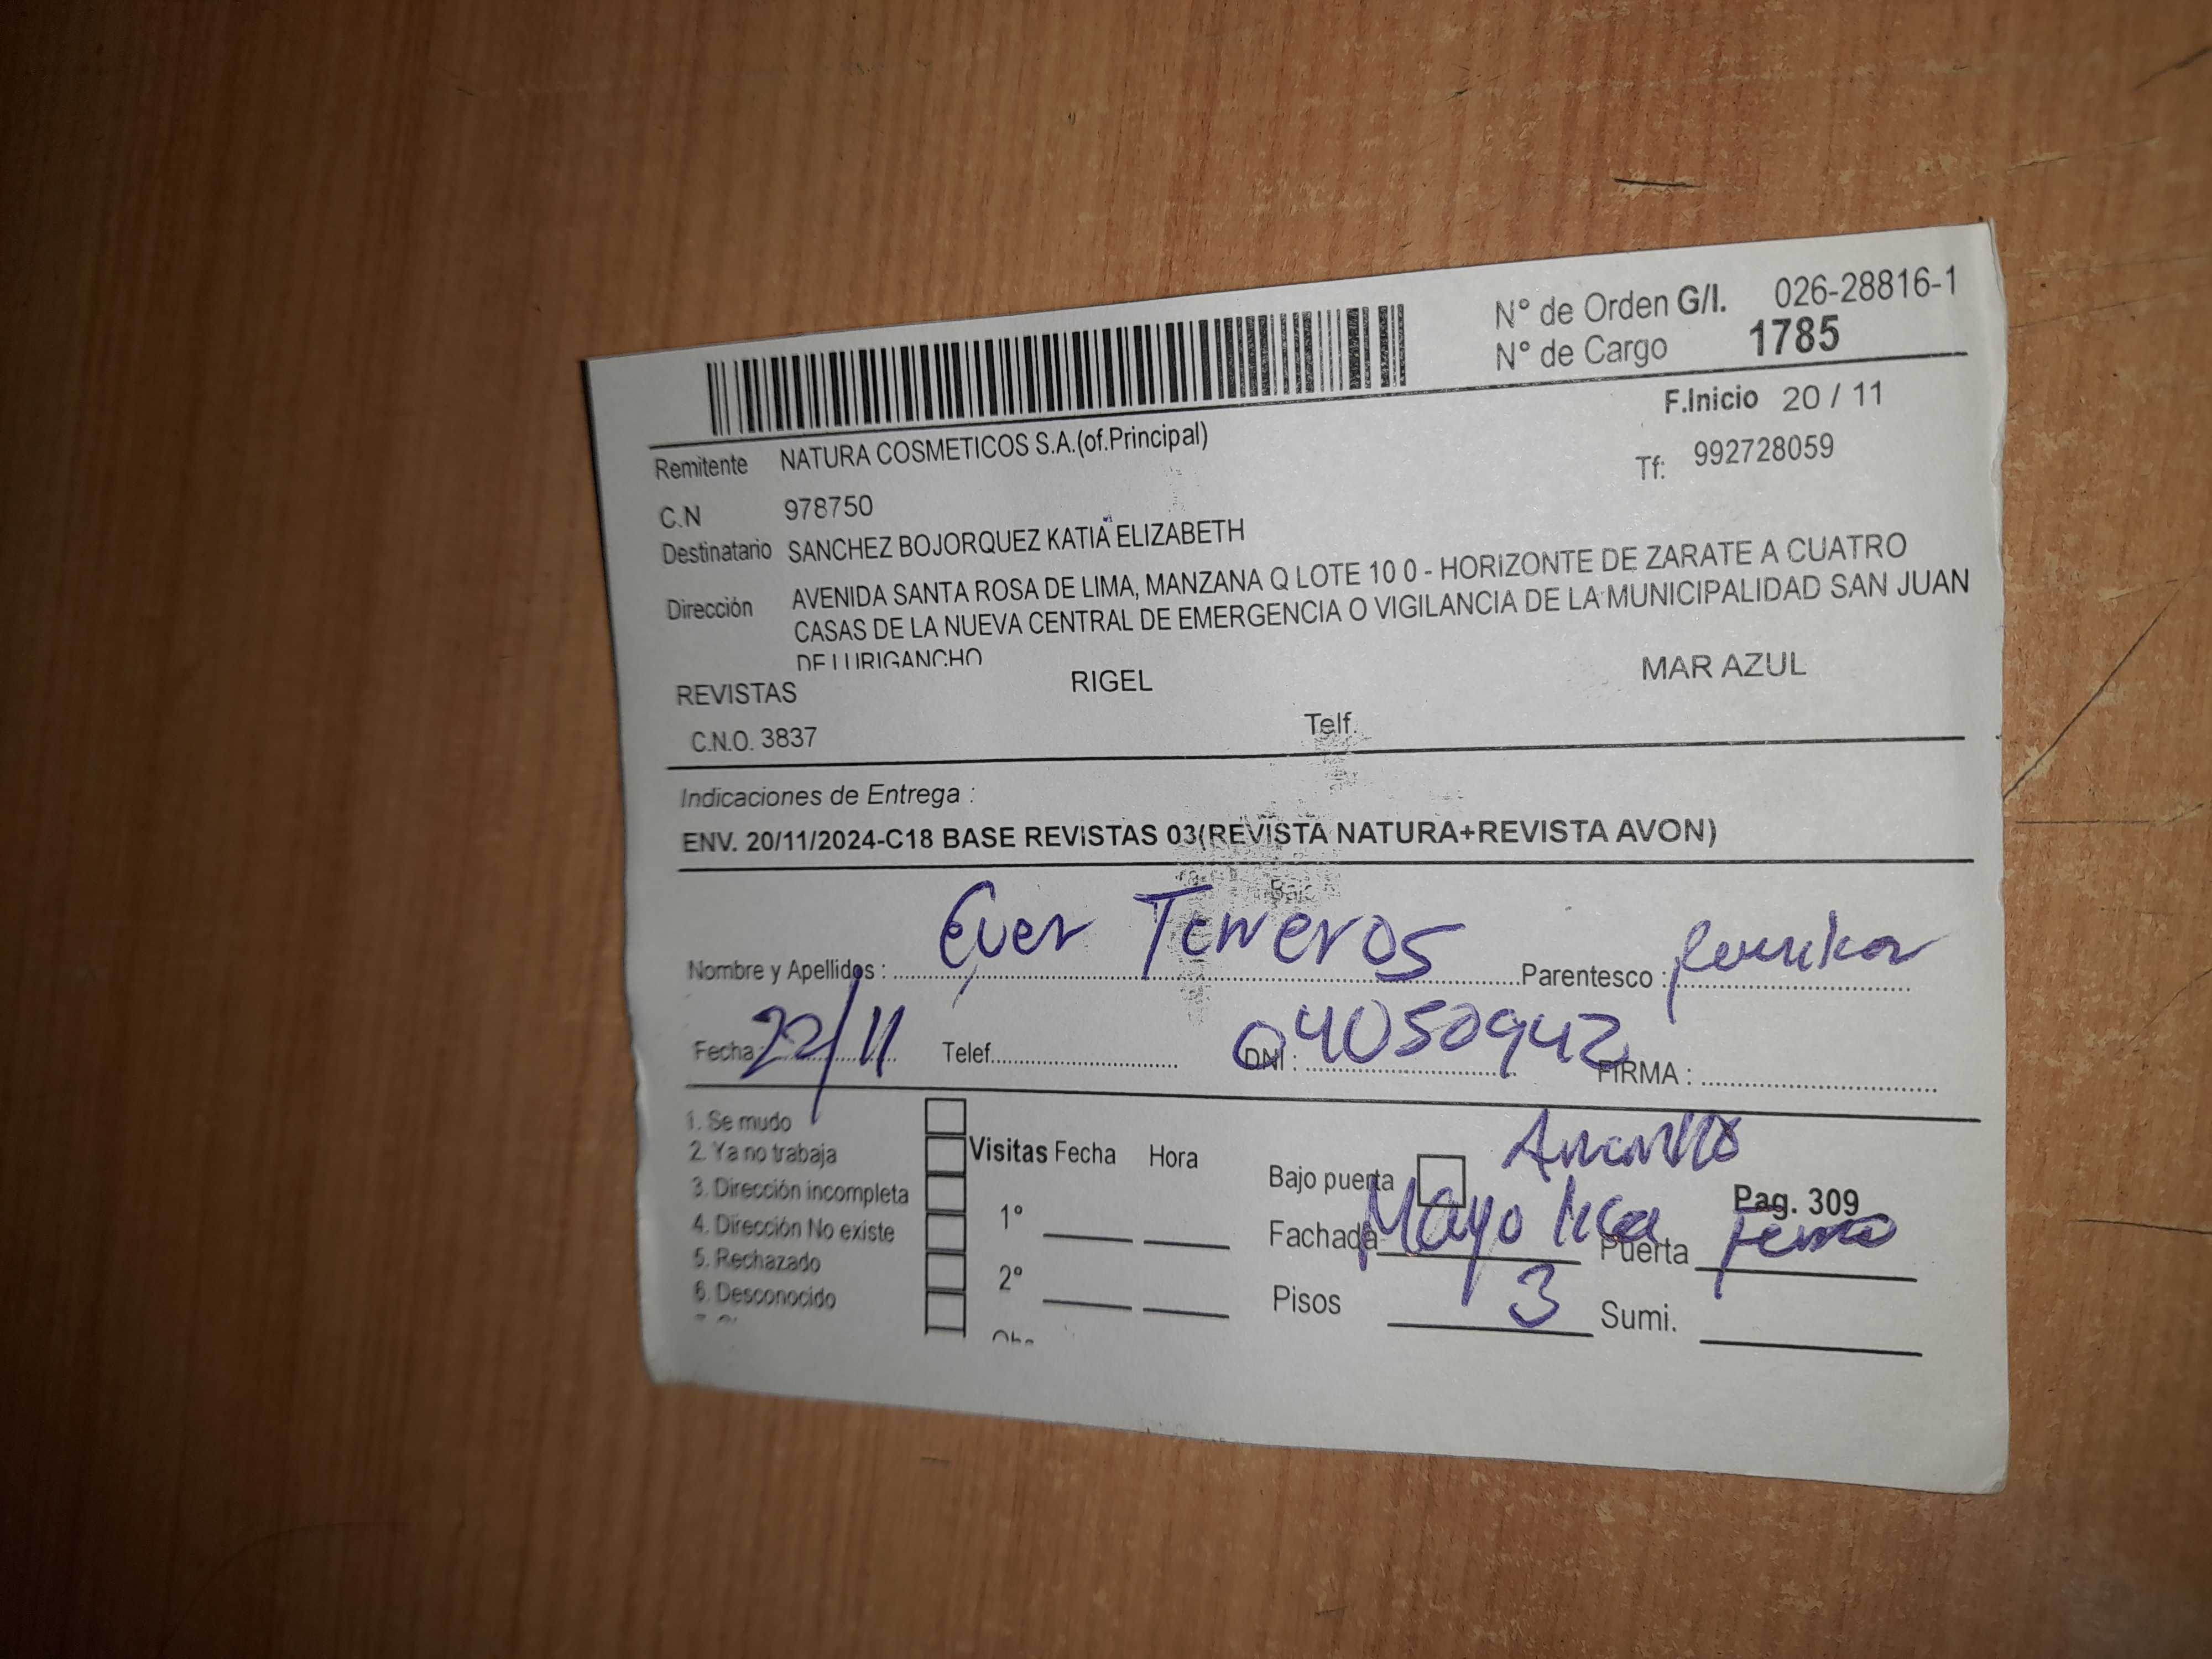 N° de Orden G/I. 026-28816-1
N° de Cargo 1785
F.Inicio 20 / 11
Remitente NATURA COSMETICOS S.A.(of.Principal)
Tf: 992728059
C.N 978750
Destinatario SANCHEZ BOJORQUEZ KATIA ELIZABETH
Dirección AVENIDA SANTA ROSA DE LIMA, MANZANA Q LOTE 10 0 - HORIZONTE DE ZARATE A CUATRO
CASAS DE LA NUEVA CENTRAL DE EMERGENCIA O VIGILANCIA DE LA MUNICIPALIDAD SAN JUAN
DE LURIGANCHO
REVISTAS RIGEL MAR AZUL
C.N.O. 3837 Telf.
Indicaciones de Entrega :
ENV. 20/11/2024-C18 BASE REVISTAS 03(REVISTA NATURA+REVISTA AVON)
Nombre y Apellidos : Ever Parentesco :
Fecha 22/11 Telef. DNI : 04050942 FIRMA :
1. Se mudo
2. Ya no trabaja
3. Dirección incompleta
4. Dirección No existe
5. Rechazado
6. Desconocido
Visitas Fecha Hora
1°
2°
Amarillo
Bajo puerta
Pag. 309
Fachada Mayolica Puerta Fierro
Pisos 3 Sumi.